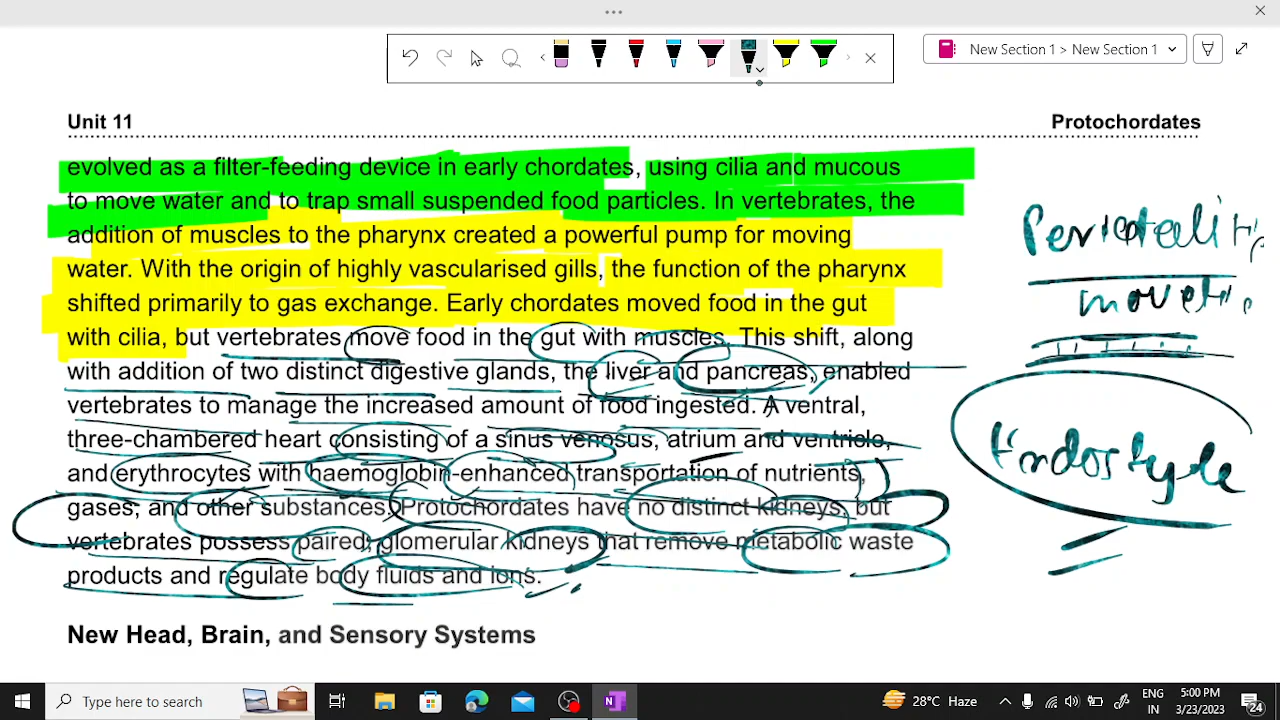 New Section 1 > New Section 1
Unit 11
Protochordates
evolved as a filter-feeding device in early chordates, using cilia and mucous
to move water and to trap small suspended food particles. In vertebrates, the
addition of muscles to the pharynx created a powerful pump for moving
water. With the origin of highly vascularised gills, the function of the pharynx
shifted primarily to gas exchange. Early chordates moved food in the gut
with cilia, but vertebrates move food in the gut with muscles. This shift, along
with addition of two distinct digestive glands, the liver and pancreas, enabled
vertebrates to manage the increased amount of food ingested. A ventral,
three-chambered heart consisting of a sinus venosus, atrium and ventricle,
and erythrocytes with haemoglobin-enhanced transportation of nutrients,
gases, and other substances. Protochordates have no distinct kidneys, but
vertebrates possess paired, glomerular kidneys that remove metabolic waste
products and regulate body fluids and ions.
Endostyle
New Head, Brain, and Sensory Systems
Type here to search
28°C Haze
ENG
IN
5:00 PM
3/23/2023
24